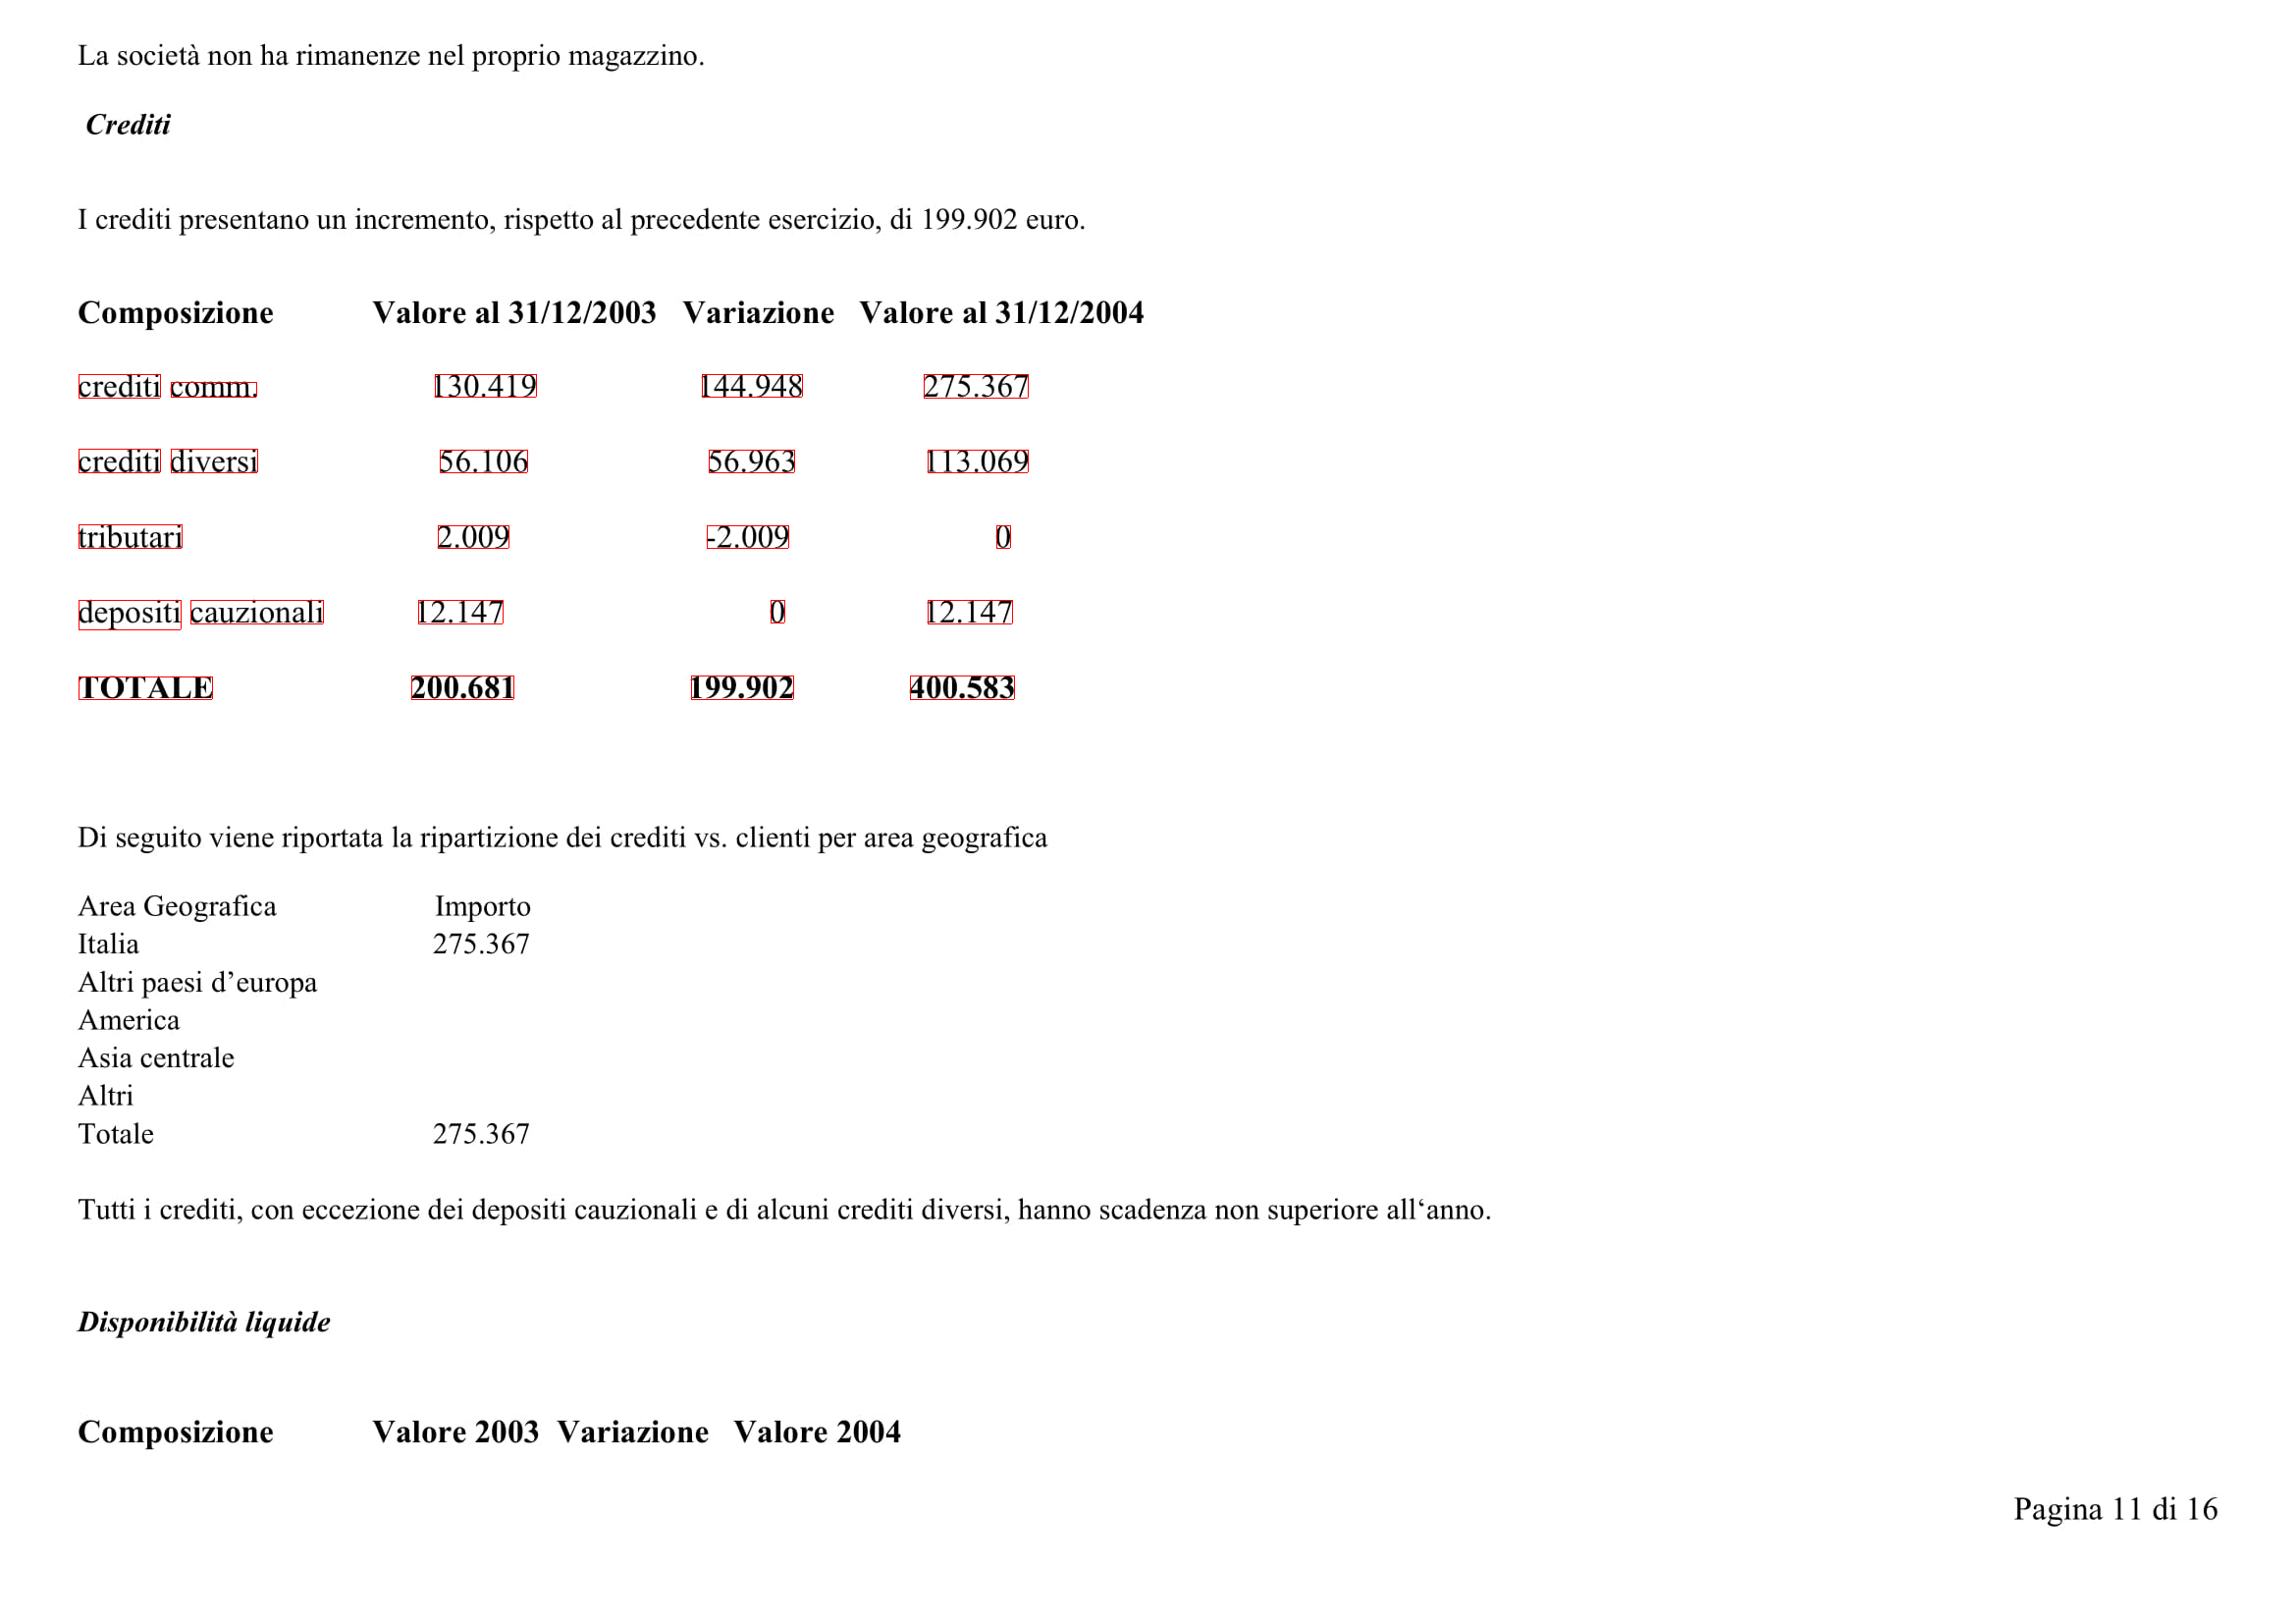 La società non ha rimanenze nel proprio magazzino.
Crediti
I crediti presentano un incremento, rispetto al precedente esercizio, di 199.902 euro.
Composizione Valore al 31/12/2003 Variazione Valore al 31/12/2004
crediti comm. 130.419 144.948 275.367
crediti diversi 56.106 56.963 113.069
tributari 2.009 -2.009 0
depositi cauzionali 12.147 0 12.147
TOTALE 200.681 199.902 400.583
Di seguito viene riportata la ripartizione dei crediti vs. clienti per area geografica
Area Geografica Importo
Italia 275.367
Altri paesi d’europa
America
Asia centrale
Altri
Totale 275.367
Tutti i crediti, con eccezione dei depositi cauzionali e di alcuni crediti diversi, hanno scadenza non superiore all‘anno.
Disponibilità liquide
Composizione Valore 2003 Variazione Valore 2004
Pagina 11 di 16